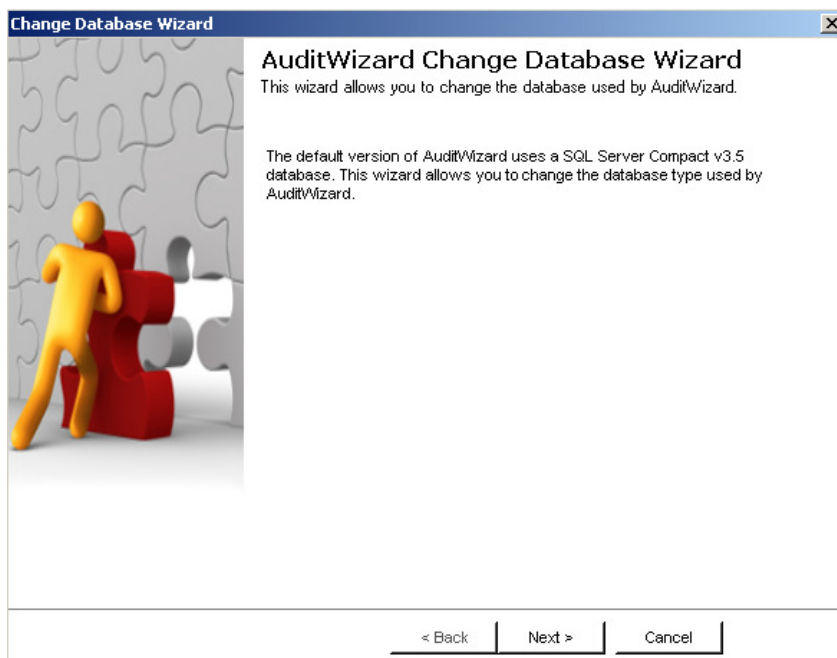 Change Database Wizard
AuditWizard Change Database Wizard
This wizard allows you to change the database used by AuditWizard.
The default version of AuditWizard uses a SQL Server Compact v3.5
database. This wizard allows you to change the database type used by
AuditWizard.
< Back
Next >
Cancel